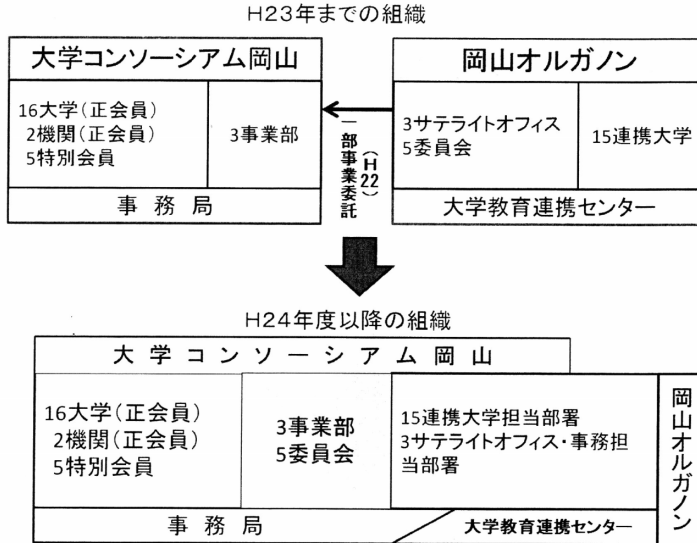 H23年までの組織
大学コンソーシアム岡山
16大学(正会員)
2機関(正会員)
5特別会員
3事業部
事務局
一部事業委託
(H22)
岡山オルガノン
3サテライトオフィス
5委員会
15連携大学
大学教育連携センター
H24年度以降の組織
大学コンソーシアム岡山
16大学(正会員)
2機関(正会員)
5特別会員
3事業部
5委員会
15連携大学担当部署
3サテライトオフィス・事務担
当部署
岡山オルガノン
事務局
大学教育連携センター